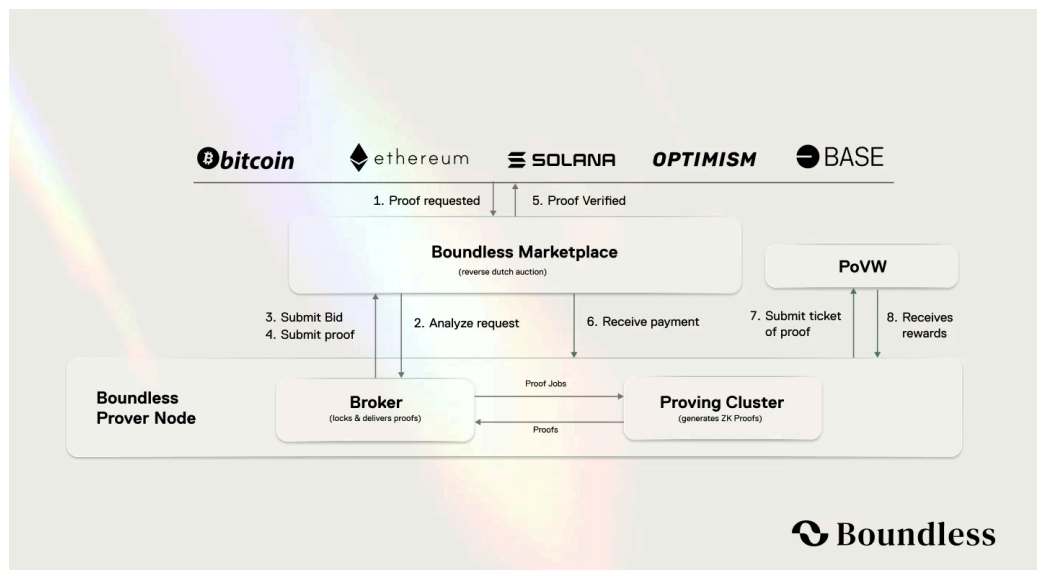 bitcoin
ethereum
SOLANA
OPTIMISM
BASE
1. Proof requested
5. Proof Verified
Boundless Marketplace
(reverse dutch auction)
PoVW
3. Submit Bid
4. Submit proof
2. Analyze request
6. Receive payment
7. Submit ticket
of proof
8. Receives
rewards
Boundless
Prover Node
Broker
(locks & delivers proofs)
Proof Jobs
Proofs
Proving Cluster
(generates ZK Proofs)
Boundless